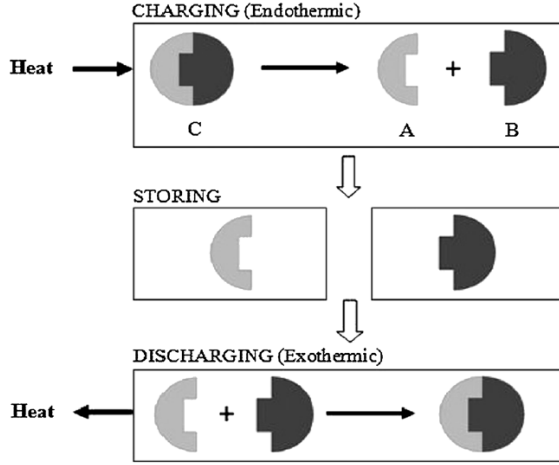 CHARGING (Endothermic)
Heat
+
C
A
B
STORING
DISCHARGING (Exothermic)
Heat
+